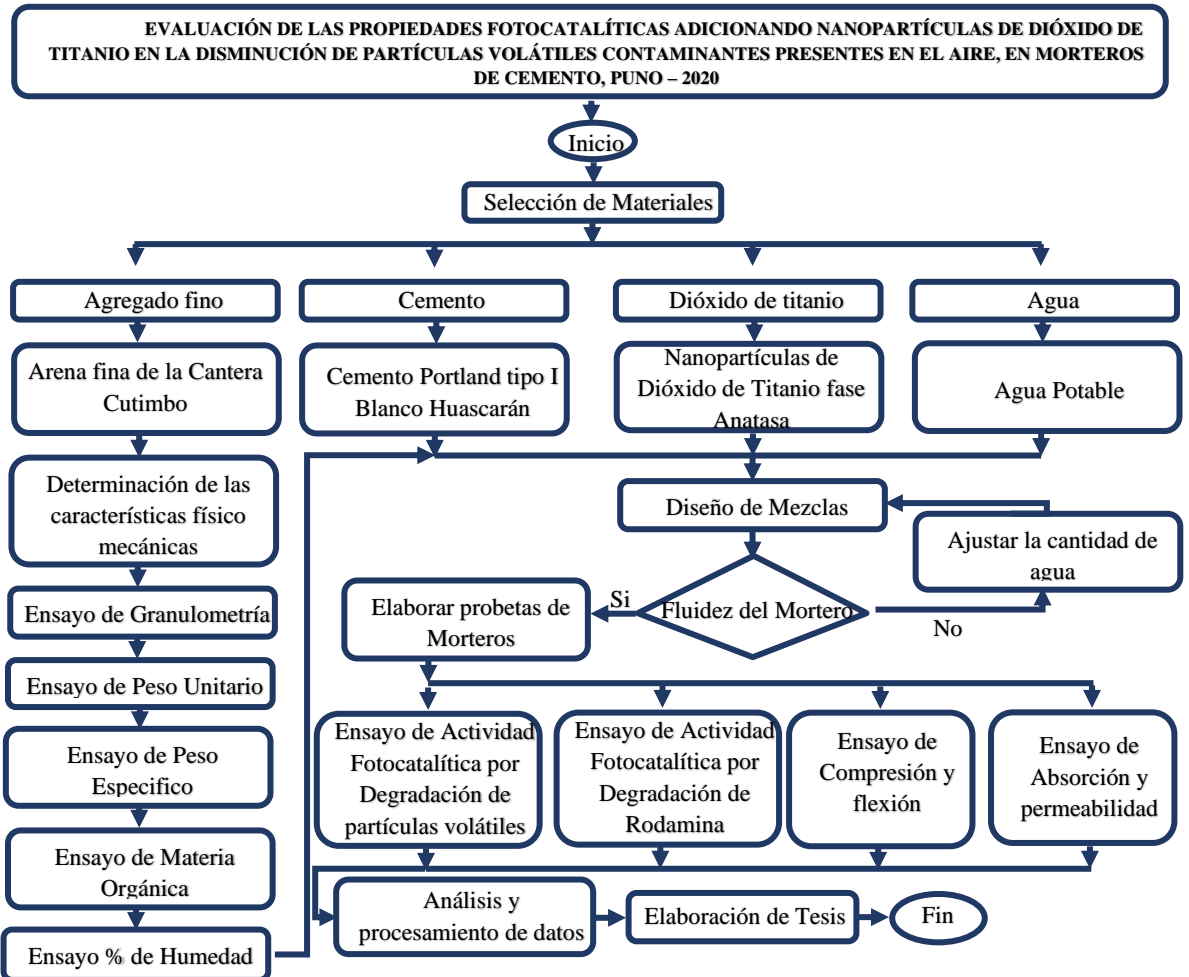 EVALUACIÓN DE LAS PROPIEDADES FOTOCATALÍTICAS ADICIONANDO NANOPARTÍCULAS DE DIÓXIDO DE
TITANIO EN LA DISMINUCIÓN DE PARTÍCULAS VOLÁTILES CONTAMINANTES PRESENTES EN EL AIRE, EN MORTEROS
DE CEMENTO, PUNO – 2020
Inicio
Selección de Materiales
Agregado fino
Cemento
Dióxido de titanio
Agua
Arena fina de la Cantera
Cutimbo
Cemento Portland tipo I
Blanco Huascarán
Nanopartículas de
Dióxido de Titanio fase
Anatasa
Agua Potable
Determinación de las
características físico
mecánicas
Diseño de Mezclas
Ajustar la cantidad de
agua
Ensayo de Granulometría
Elaborar probetas de
Morteros
Si
Fluidez del Mortero
No
Ensayo de Peso Unitario
Ensayo de Peso
Especifico
Ensayo de Actividad
Fotocatalítica por
Degradación de
partículas volátiles
Ensayo de Actividad
Fotocatalítica por
Degradación de
Rodamina
Ensayo de
Compresión y
flexión
Ensayo de
Absorción y
permeabilidad
Ensayo de Materia
Orgánica
Ensayo % de Humedad
Análisis y
procesamiento de datos
Elaboración de Tesis
Fin